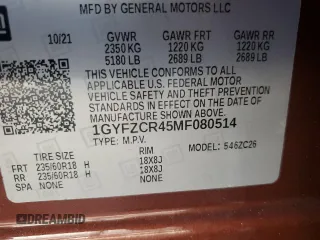 GM
MFD BY GENERAL MOTORS LLC
10/21 GVWR GAWR FRT GAWR RR
2350 KG 1220 KG 1220 KG
5180 LB 2689 LB 2689 LB
THIS VEHICLE CONFORMS TO ALL
APPLICABLE U.S. FEDERAL MOTOR VEHICLE
SAFETY, BUMPER, AND THEFT PREVENTION
STANDARDS IN EFFECT ON THE DATE OF
MANUFACTURE SHOWN ABOVE.
1GYFZCR45MF080514
TYPE: M.P.V. MODEL: 546ZC26
TIRE SIZE RIM
FRT 235/60R18 H 18X8J
RR 235/60R18 H 18X8J
SPA NONE NONE
AUTOBIDMASTER